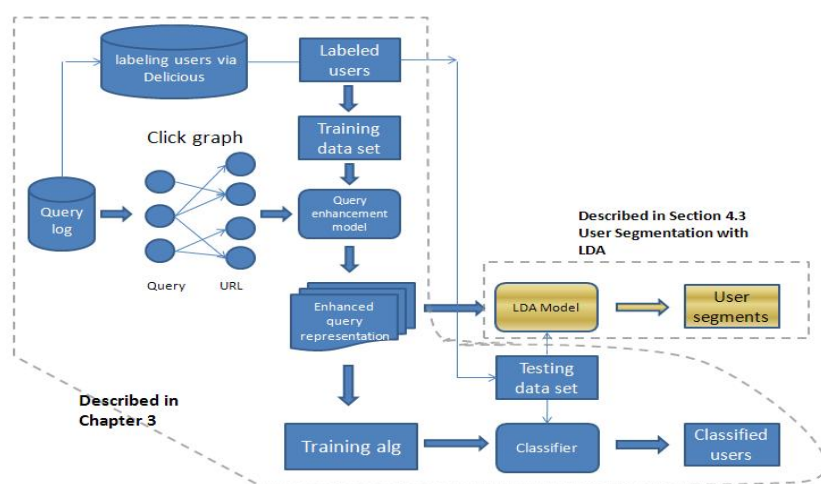 labeling users via
Delicious
Labeled
users
Click graph
Training
data set
Query
log
Query
enhancement
model
Query
URL
Described in Section 4.3
User Segmentation with
LDA
Enhanced
query
representation
LDA Model
User
segments
Testing
data set
Described in
Chapter 3
Training alg
Classifier
Classified
users